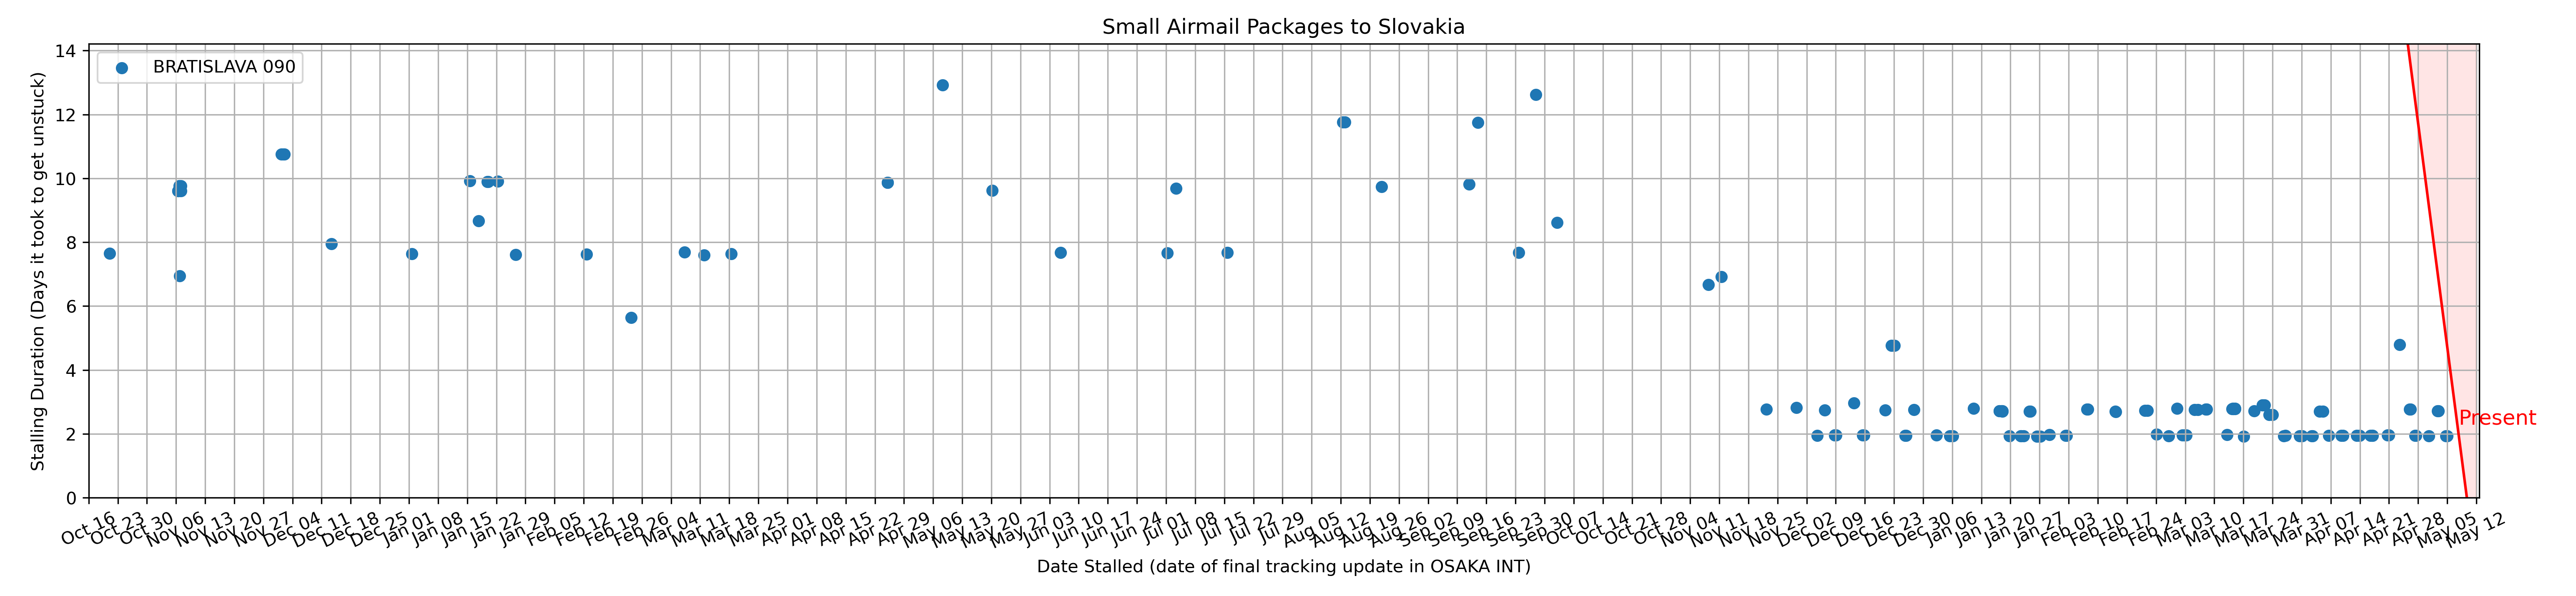 Small Airmail Packages to Slovakia
BRATISLAVA 090
Stalling Duration (Days it took to get unstuck)
14
12
10
8
6
4
2
0
Present
Oct 16
Oct 23
Oct 30
Nov 06
Nov 13
Nov 20
Nov 27
Dec 04
Dec 11
Dec 18
Dec 25
Jan 01
Jan 08
Jan 15
Jan 22
Jan 29
Feb 05
Feb 12
Feb 19
Feb 26
Mar 04
Mar 11
Mar 18
Mar 25
Apr 01
Apr 08
Apr 15
Apr 22
Apr 29
May 06
May 13
May 20
May 27
Jun 03
Jun 10
Jun 17
Jun 24
Jul 01
Jul 08
Jul 15
Jul 22
Jul 29
Aug 05
Aug 12
Aug 19
Aug 26
Sep 02
Sep 09
Sep 16
Sep 23
Sep 30
Oct 07
Oct 14
Oct 21
Oct 28
Nov 04
Nov 11
Nov 18
Nov 25
Dec 02
Dec 09
Dec 16
Dec 23
Dec 30
Jan 06
Jan 13
Jan 20
Jan 27
Feb 03
Feb 10
Feb 17
Feb 24
Mar 03
Mar 10
Mar 17
Mar 24
Mar 31
Apr 07
Apr 14
Apr 21
Apr 28
May 05
May 12
Date Stalled (date of final tracking update in OSAKA INT)